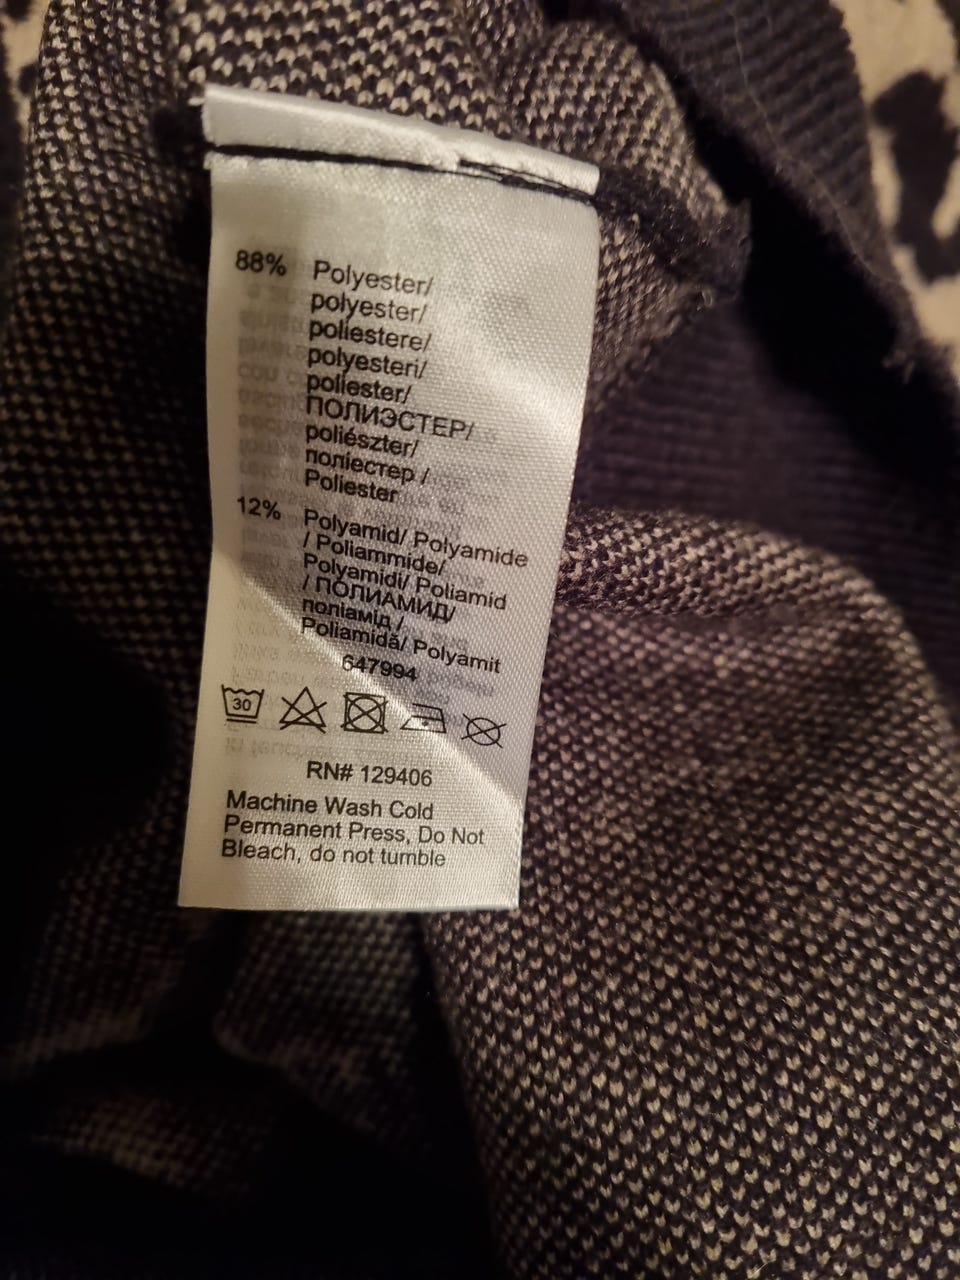 88% Polyester/
polyester/
poliestere/
polyesteri/
poliester/
ПОЛИЭСТЕР/
poliészter/
поліестер /
Poliester
12% Polyamid/ Polyamide
/ Poliammide/
Polyamidi/ Poliamid
/ ПОЛИАМИД/
поліамід /
Poliamidă/ Polyamit
647994
30
RN# 129406
Machine Wash Cold
Permanent Press, Do Not
Bleach, do not tumble